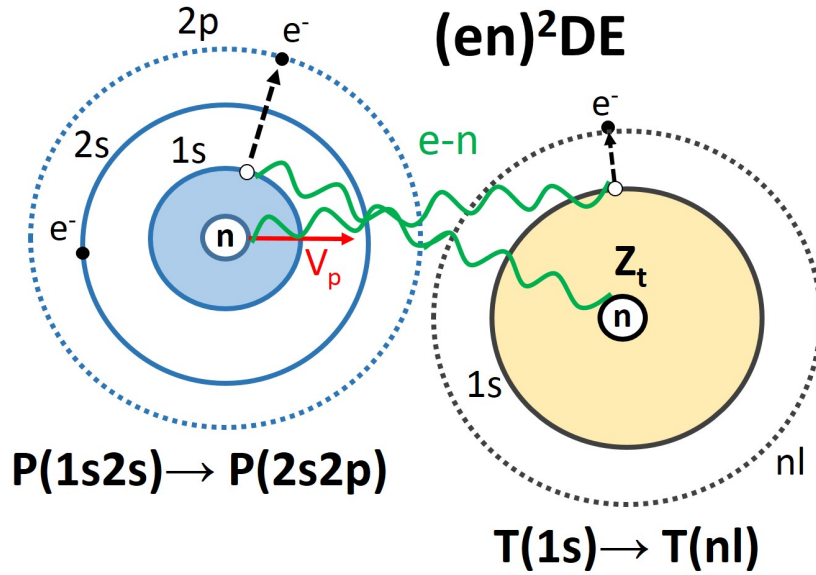 2p
e-
(en)²DE
e-
2s
1s
e-n
e-
n
Vₚ
Zₜ
n
1s
P(1s2s)→ P(2s2p)
nl
T(1s)→ T(nl)